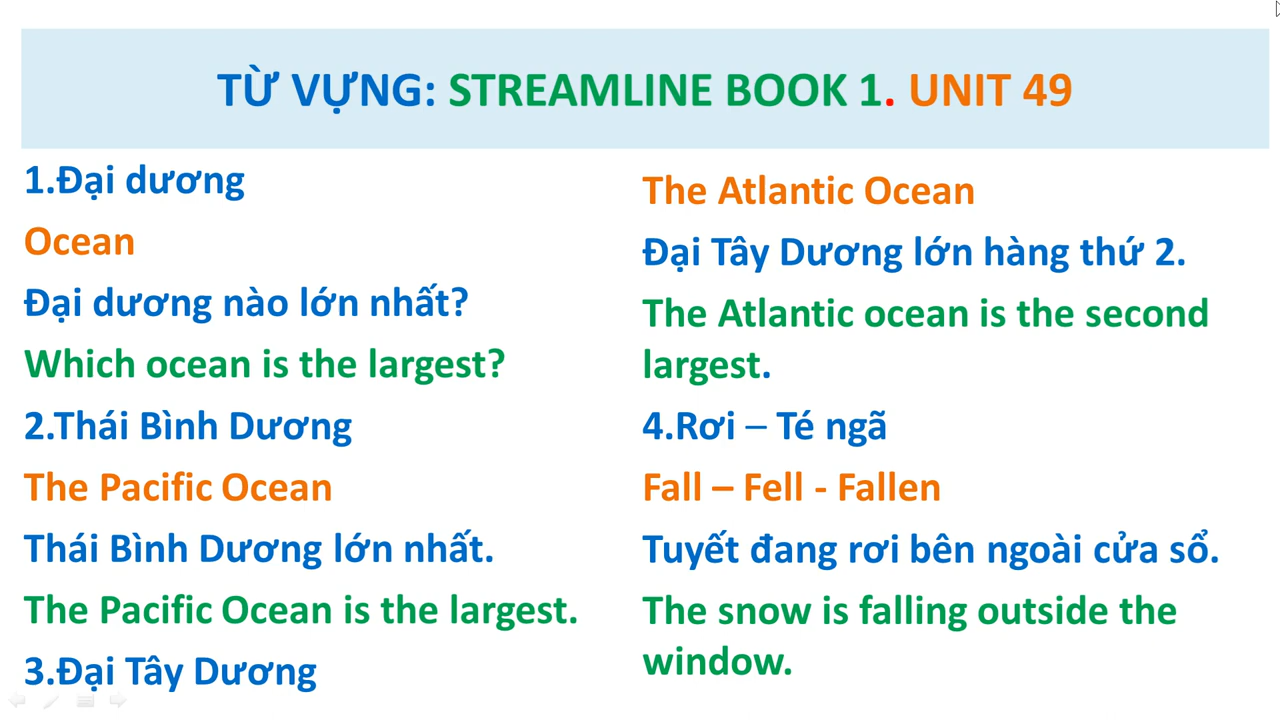 TỪ VỰNG: STREAMLINE BOOK 1. UNIT 49
1.Đại dương
Ocean
Đại dương nào lớn nhất?
Which ocean is the largest?
2.Thái Bình Dương
The Pacific Ocean
Thái Bình Dương lớn nhất.
The Pacific Ocean is the largest.
3.Đại Tây Dương
The Atlantic Ocean
Đại Tây Dương lớn hàng thứ 2.
The Atlantic ocean is the second
largest.
4.Rơi – Té ngã
Fall – Fell - Fallen
Tuyết đang rơi bên ngoài cửa sổ.
The snow is falling outside the
window.